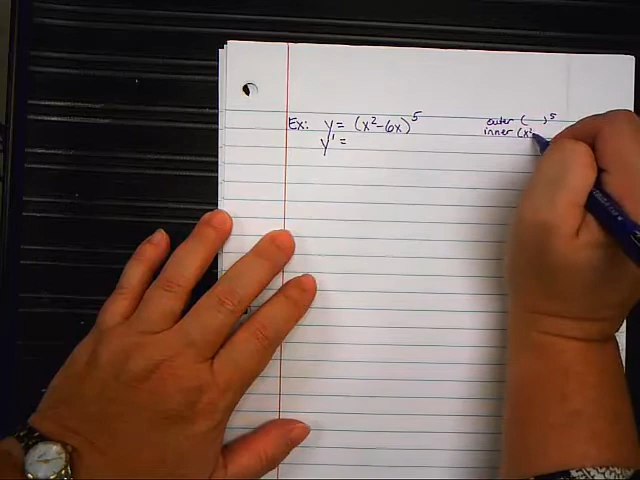 Ex: y = (x²-6x)⁵
y' =
outer ( )⁵
inner (x²